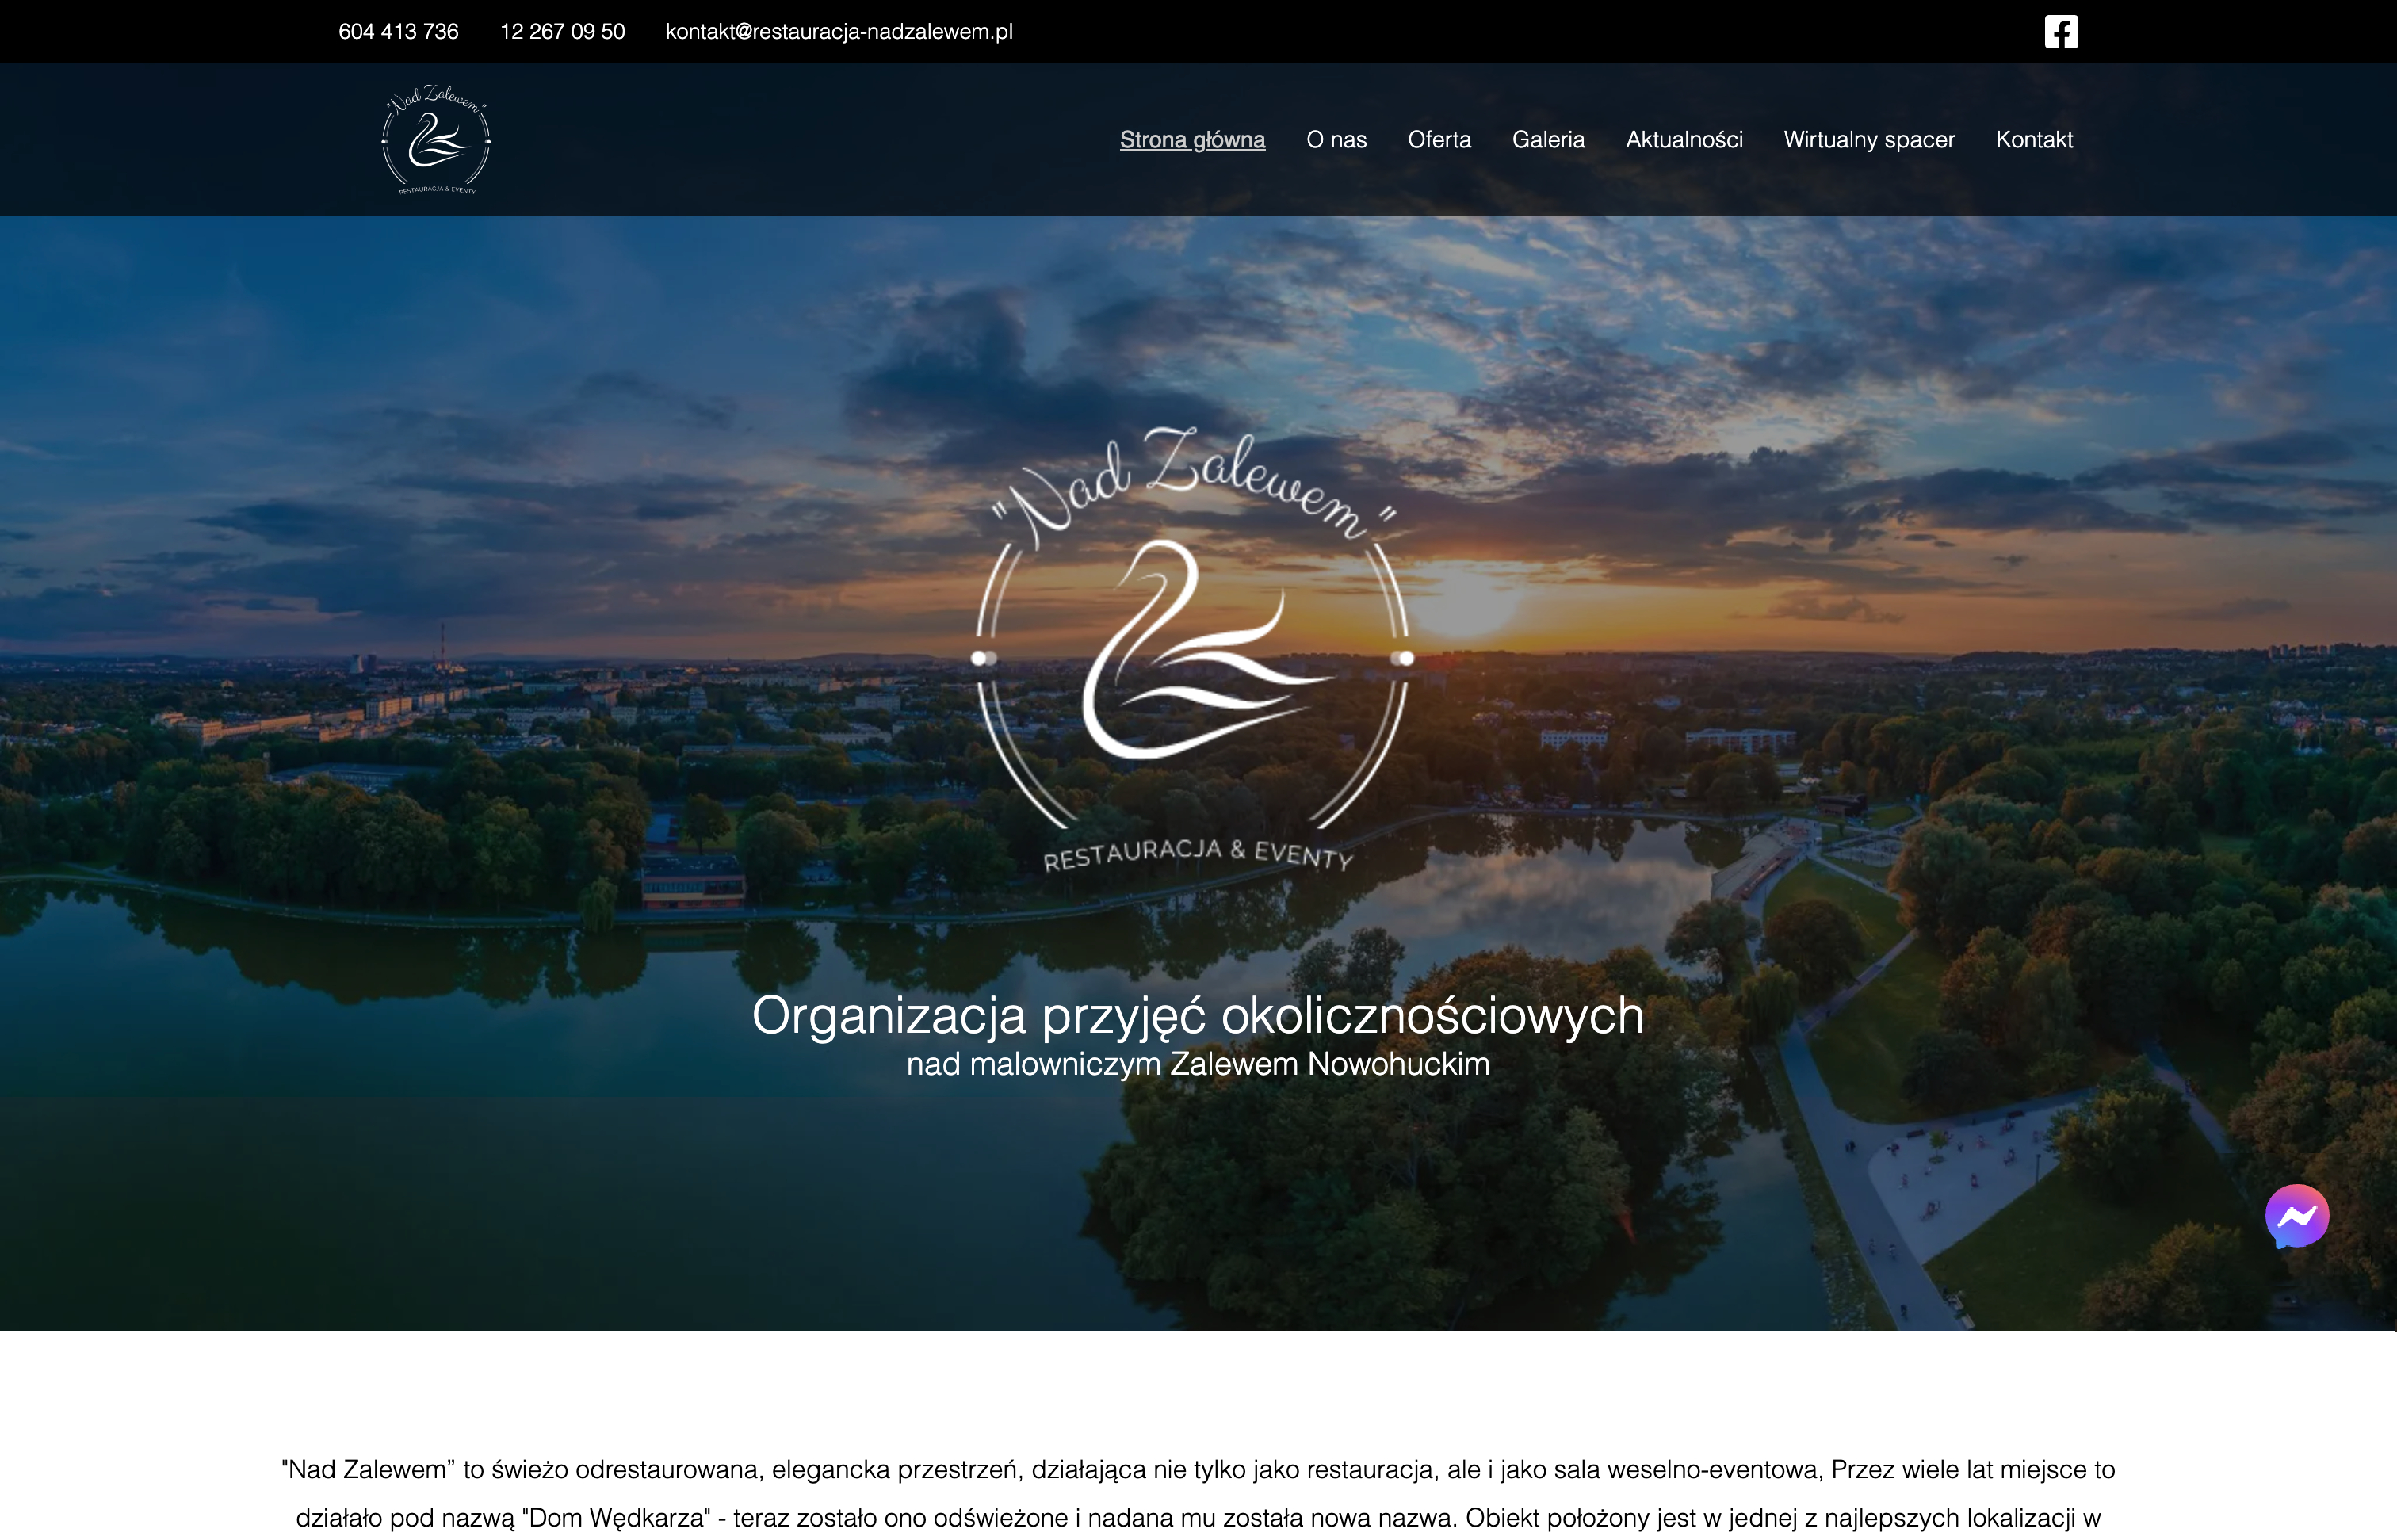 604 413 736 12 267 09 50 kontakt@restauracja-nadzalewem.pl
"Nad Zalewem"
RESTAURACJA & EVENTY
Strona główna O nas Oferta Galeria Aktualności Wirtualny spacer Kontakt
"Nad Zalewem"
RESTAURACJA & EVENTY
Organizacja przyjęć okolicznościowych
nad malowniczym Zalewem Nowohuckim
"Nad Zalewem” to świeżo odrestaurowana, elegancka przestrzeń, działająca nie tylko jako restauracja, ale i jako sala weselno-eventowa, Przez wiele lat miejsce to
działało pod nazwą "Dom Wędkarza" - teraz zostało ono odświeżone i nadana mu została nowa nazwa. Obiekt położony jest w jednej z najlepszych lokalizacji w